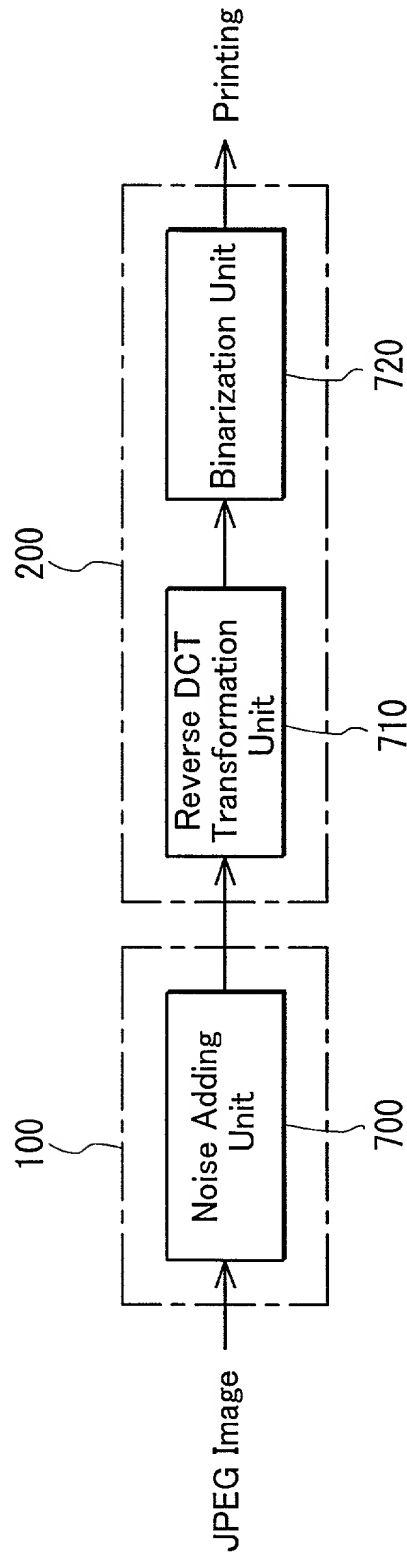 JPEG Image
100
Noise Adding
Unit
700
200
Reverse DCT
Transformation
Unit
710
Binarization Unit
720
Printing